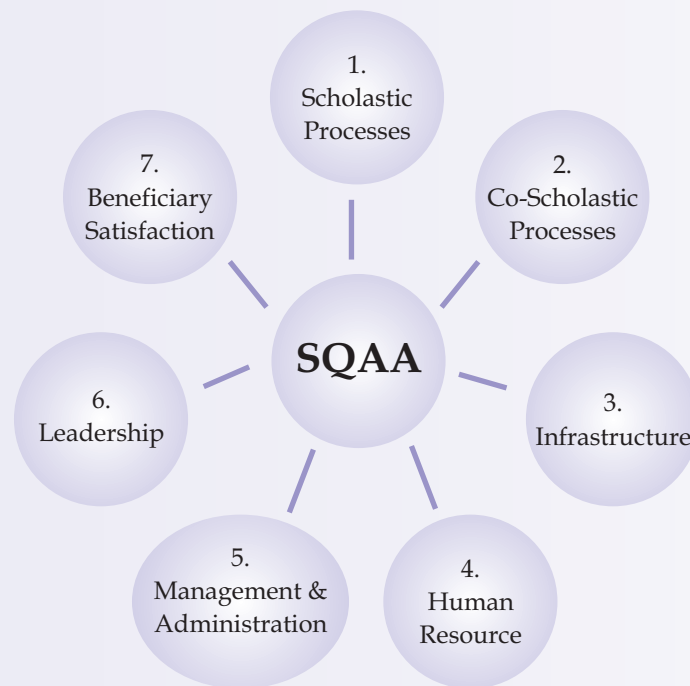 1.
Scholastic
Processes
2.
Co-Scholastic
Processes
3.
Infrastructure
4.
Human
Resource
5.
Management &
Administration
6.
Leadership
7.
Beneficiary
Satisfaction
SQAA